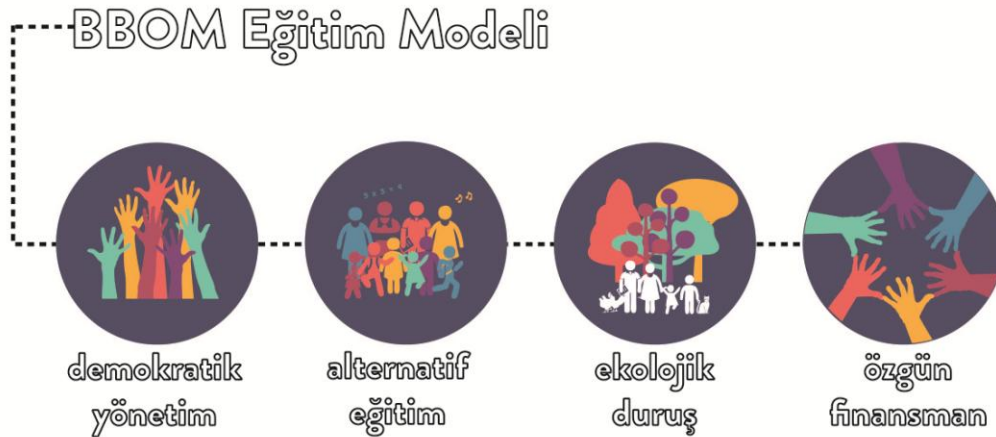 BBOM Eğitim Modeli
demokratik
yönetim
alternatif
eğitim
ekolojik
duruş
özgün
finansman